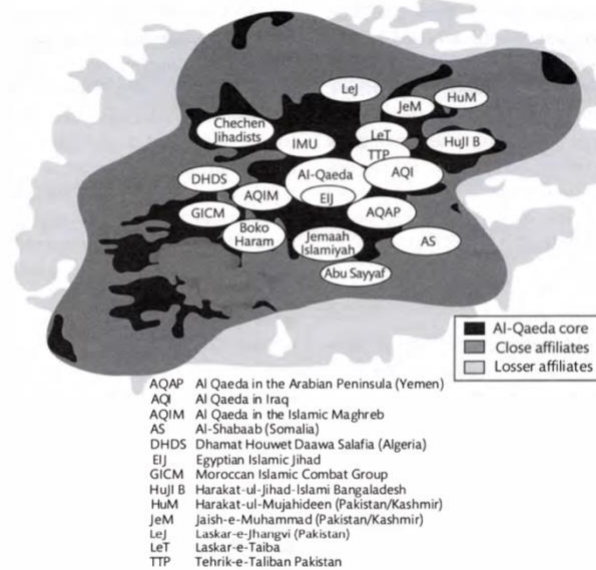 LeJ
JeM
HuM
Chechen
Jihadists
IMU
LeT
TTP
HuJI B
DHDS
AQIM
Al-Qaeda
EIJ
AQI
GICM
AQAP
Boko
Haram
Jemaah
Islamiyah
AS
Abu Sayyaf
Al-Qaeda core
Close affiliates
Losser affiliates
AQAP Al Qaeda in the Arabian Peninsula (Yemen)
AQI Al Qaeda in Iraq
AQIM Al Qaeda in the Islamic Maghreb
AS Al-Shabaab (Somalia)
DHDS Dhamat Houwet Daawa Salafia (Algeria)
EIJ Egyptian Islamic Jihad
GICM Moroccan Islamic Combat Group
HuJI B Harakat-ul-Jihad-Islami Bangaladesh
HuM Harakat-ul-Mujahideen (Pakistan/Kashmir)
JeM Jaish-e-Muhammad (Pakistan/Kashmir)
LeJ Laskar-e-Jhangvi (Pakistan)
LeT Laskar-e-Taiba
TTP Tehrik-e-Taliban Pakistan